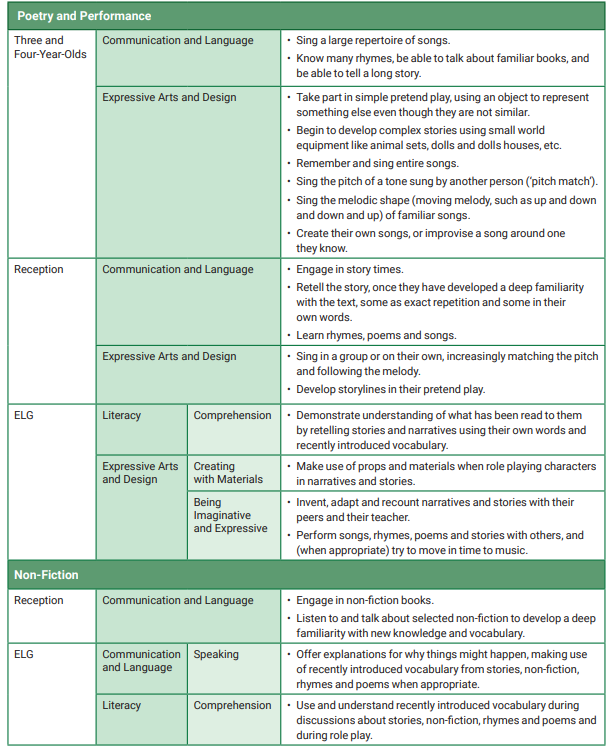 Poetry and Performance
Three and
Four-Year-Olds
Communication and Language
• Sing a large repertoire of songs.
• Know many rhymes, be able to talk about familiar books, and
be able to tell a long story.
Expressive Arts and Design
• Take part in simple pretend play, using an object to represent
something else even though they are not similar.
• Begin to develop complex stories using small world
equipment like animal sets, dolls and dolls houses, etc.
• Remember and sing entire songs.
• Sing the pitch of a tone sung by another person (‘pitch match’).
• Sing the melodic shape (moving melody, such as up and down
and down and up) of familiar songs.
• Create their own songs, or improvise a song around one
they know.
Reception
Communication and Language
• Engage in story times.
• Retell the story, once they have developed a deep familiarity
with the text, some as exact repetition and some in their
own words.
• Learn rhymes, poems and songs.
Expressive Arts and Design
• Sing in a group or on their own, increasingly matching the pitch
and following the melody.
• Develop storylines in their pretend play.
ELG
Literacy
Comprehension
• Demonstrate understanding of what has been read to them
by retelling stories and narratives using their own words and
recently introduced vocabulary.
Expressive Arts
and Design
Creating
with Materials
• Make use of props and materials when role playing characters
in narratives and stories.
Being
Imaginative
and Expressive
• Invent, adapt and recount narratives and stories with their
peers and their teacher.
• Perform songs, rhymes, poems and stories with others, and
(when appropriate) try to move in time to music.
Non-Fiction
Reception
Communication and Language
• Engage in non-fiction books.
• Listen to and talk about selected non-fiction to develop a deep
familiarity with new knowledge and vocabulary.
ELG
Communication
and Language
Speaking
• Offer explanations for why things might happen, making use
of recently introduced vocabulary from stories, non-fiction,
rhymes and poems when appropriate.
Literacy
Comprehension
• Use and understand recently introduced vocabulary during
discussions about stories, non-fiction, rhymes and poems and
during role play.